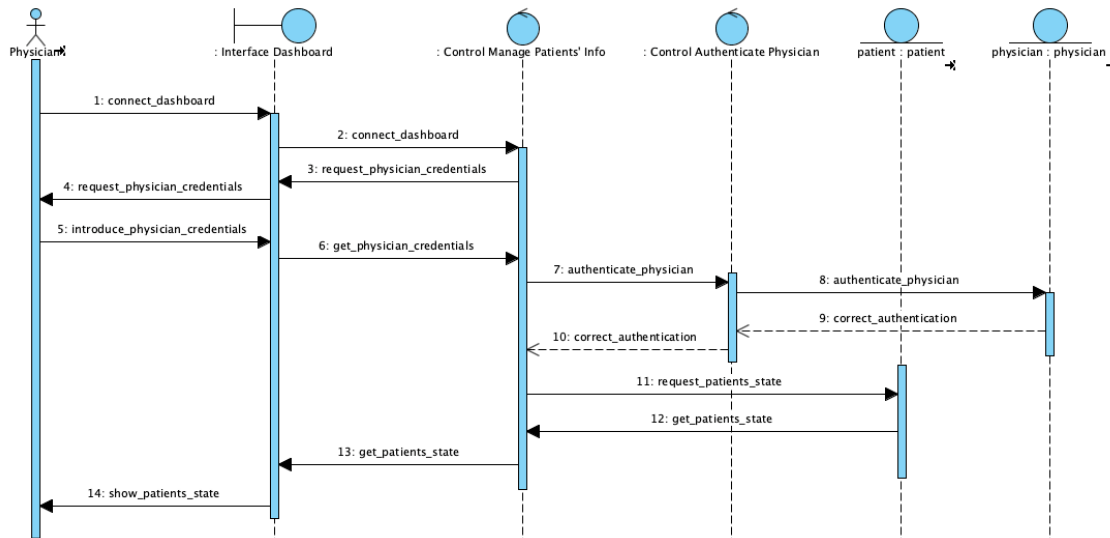 Physician
: Interface Dashboard
: Control Manage Patients' Info
: Control Authenticate Physician
patient : patient
physician : physician
1: connect_dashboard
2: connect_dashboard
3: request_physician_credentials
4: request_physician_credentials
5: introduce_physician_credentials
6: get_physician_credentials
7: authenticate_physician
8: authenticate_physician
9: correct_authentication
10: correct_authentication
11: request_patients_state
12: get_patients_state
13: get_patients_state
14: show_patients_state